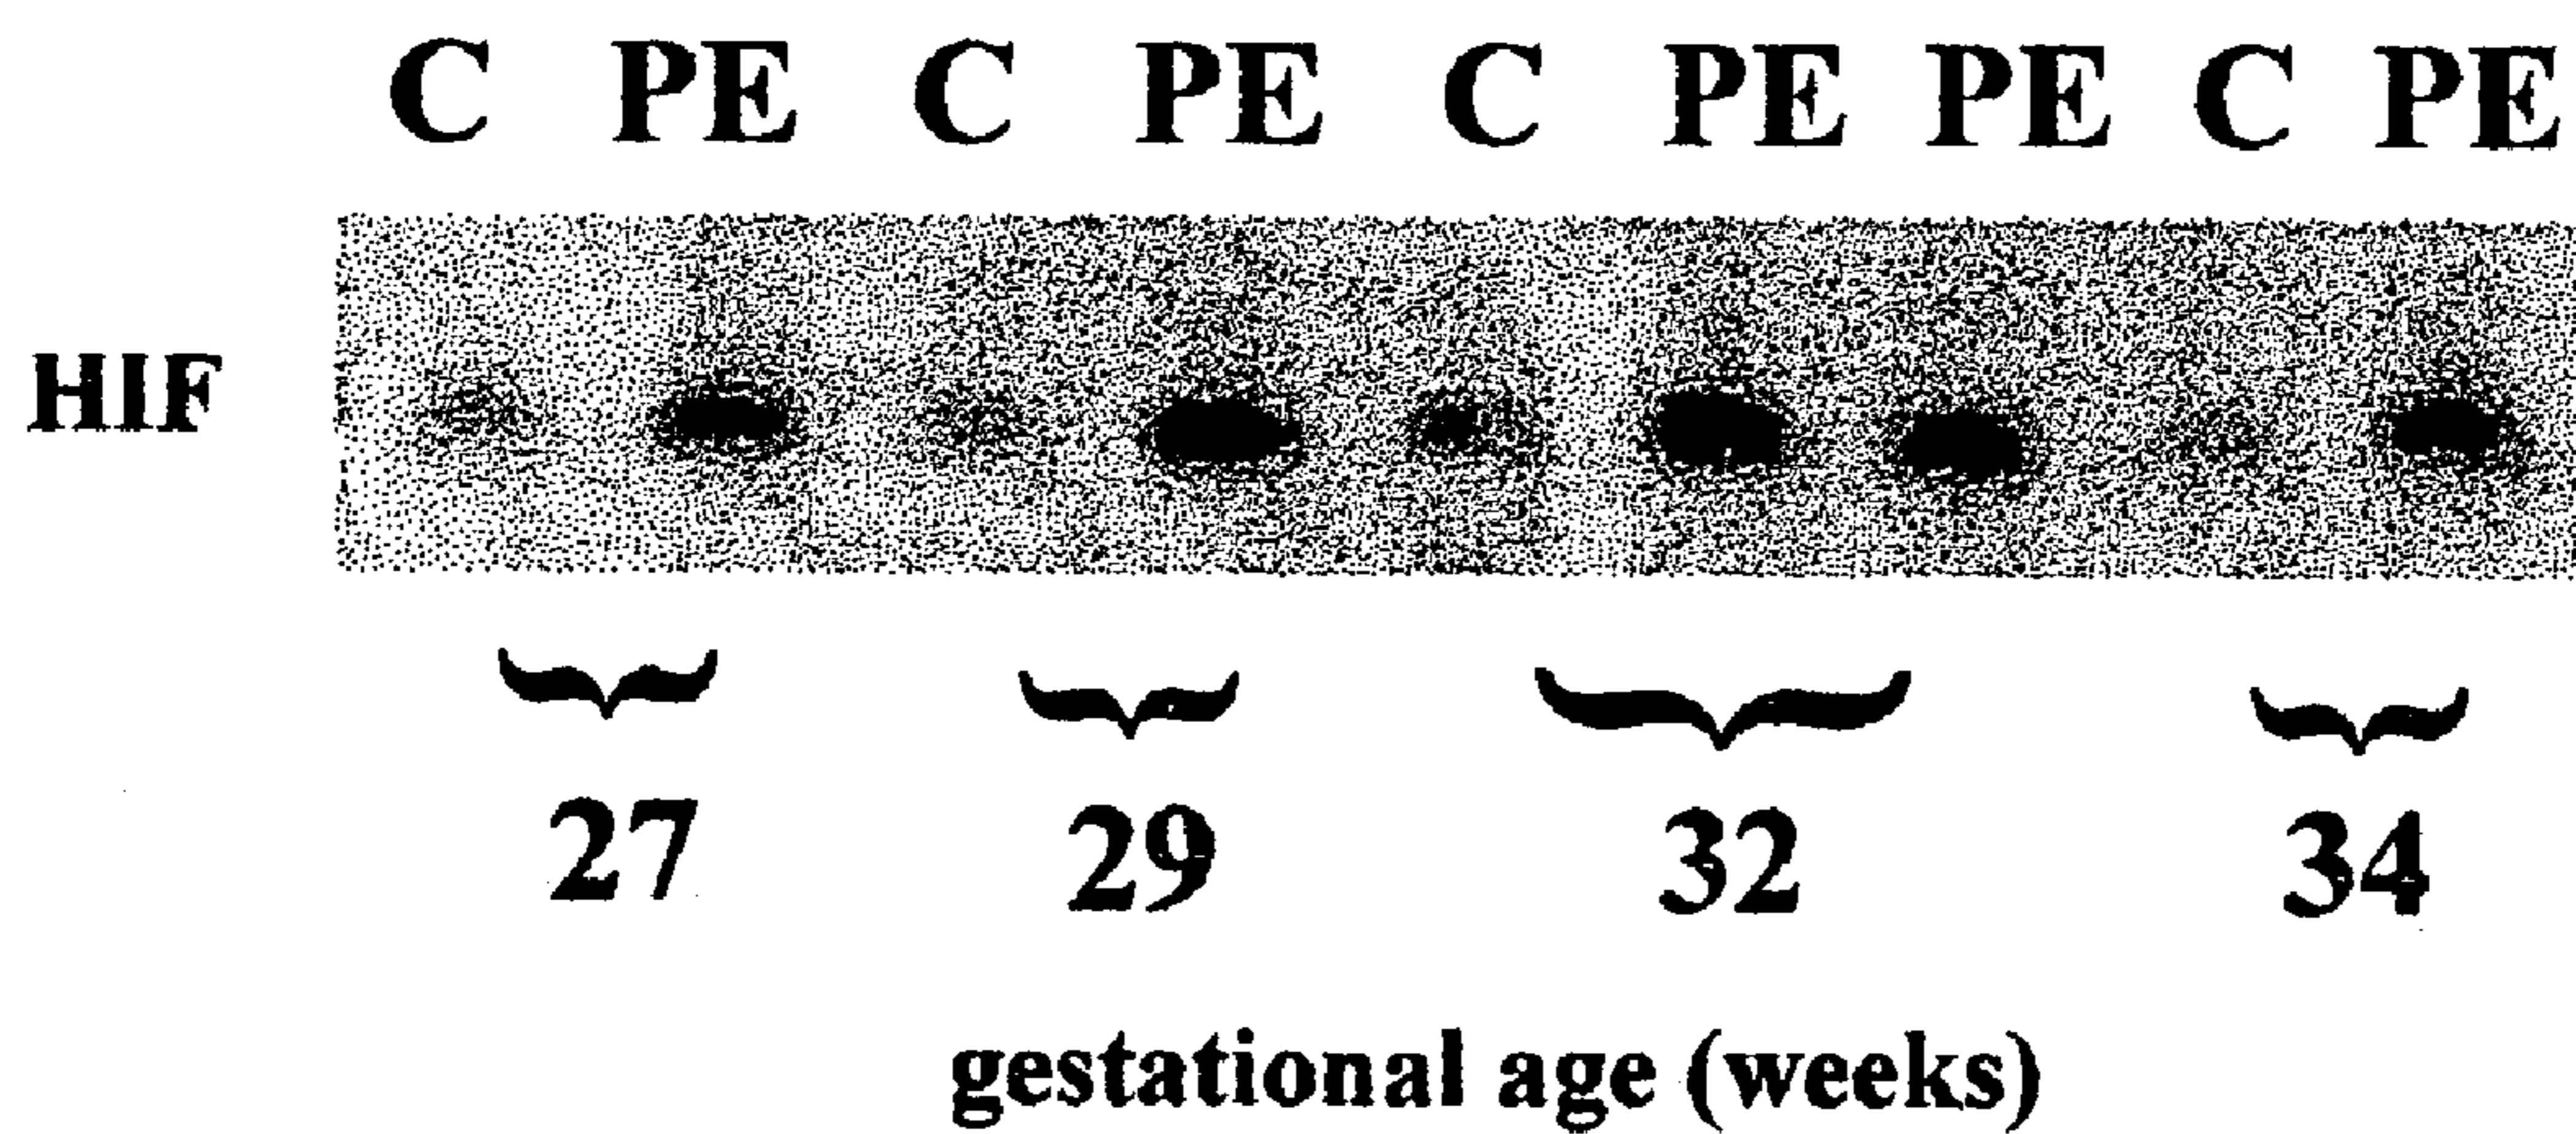 C PE C PE C PE PE C PE
HIF
27 29 32 34
gestational age (weeks)